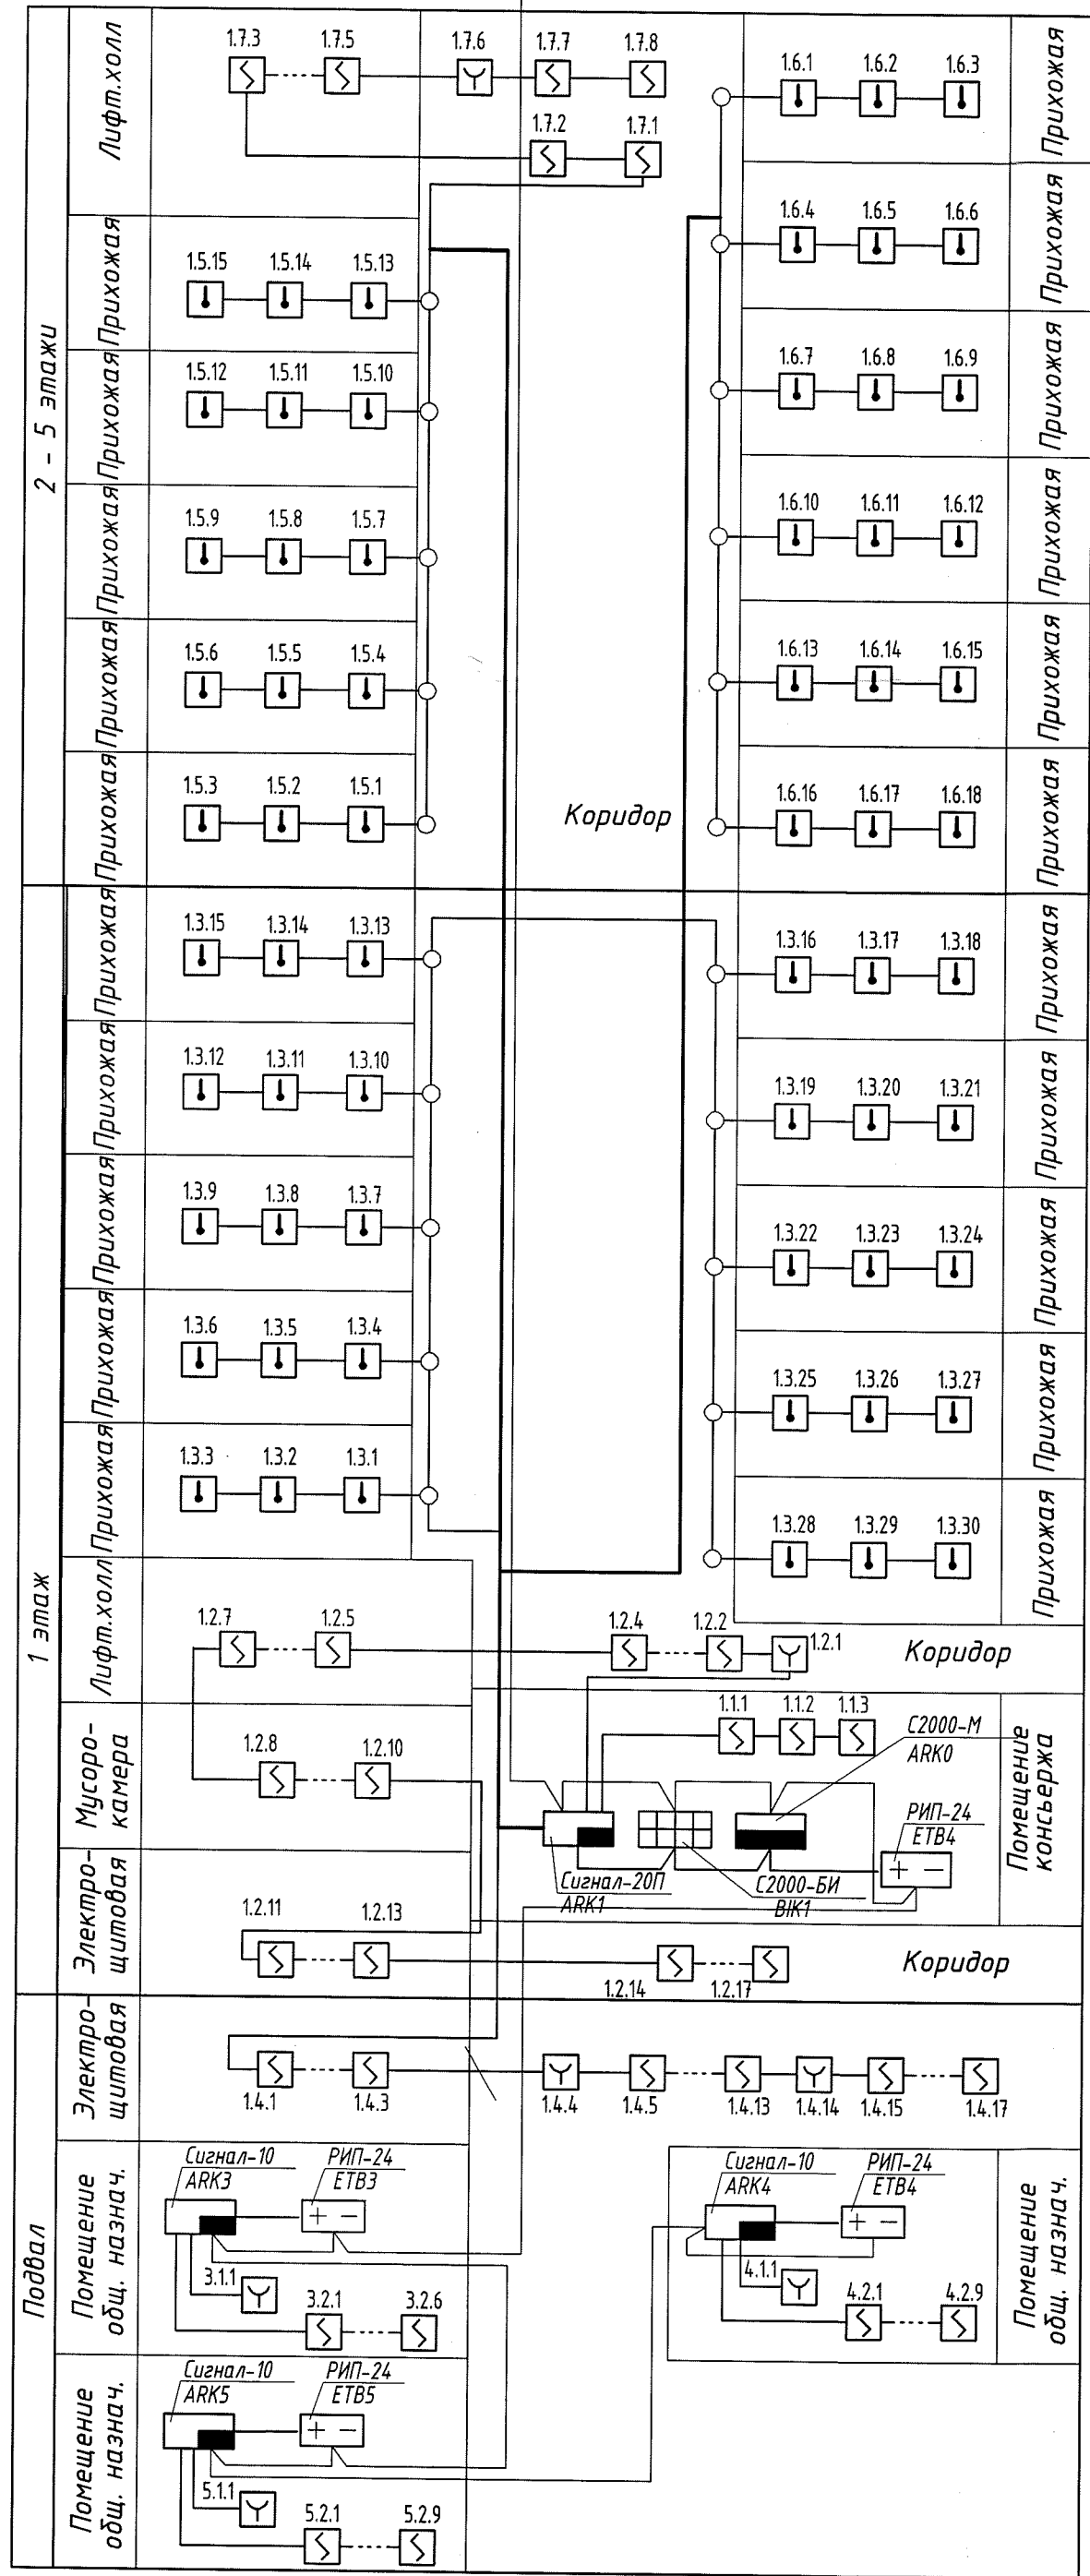 2 - 5 этажи
Лифт.холл
1.7.3
1.7.5
1.7.6
1.7.7
1.7.8
1.7.2
1.7.1
1.6.1
1.6.2
1.6.3
Прихожая
1.6.4
1.6.5
1.6.6
Прихожая
Прихожая
1.5.15
1.5.14
1.5.13
1.6.7
1.6.8
1.6.9
Прихожая
Прихожая
1.5.12
1.5.11
1.5.10
1.6.10
1.6.11
1.6.12
Прихожая
Прихожая
1.5.9
1.5.8
1.5.7
1.6.13
1.6.14
1.6.15
Прихожая
Прихожая
1.5.6
1.5.5
1.5.4
1.6.16
1.6.17
1.6.18
Прихожая
Прихожая
1.5.3
1.5.2
1.5.1
Коридор
1 этаж
Прихожая
1.3.15
1.3.14
1.3.13
1.3.16
1.3.17
1.3.18
Прихожая
Прихожая
1.3.12
1.3.11
1.3.10
1.3.19
1.3.20
1.3.21
Прихожая
Прихожая
1.3.9
1.3.8
1.3.7
1.3.22
1.3.23
1.3.24
Прихожая
Прихожая
1.3.6
1.3.5
1.3.4
1.3.25
1.3.26
1.3.27
Прихожая
Прихожая
1.3.3
1.3.2
1.3.1
1.3.28
1.3.29
1.3.30
Прихожая
Лифт.холл
1.2.7
1.2.5
1.2.4
1.2.2
1.2.1
Коридор
Мусоро-
камера
1.2.8
1.2.10
1.1.1
1.1.2
1.1.3
С2000-М
ARK0
РИП-24
ETB4
Сигнал-20П
ARK1
С2000-БИ
BIK1
Помещение
консьержа
Электро-
щитовая
1.2.11
1.2.13
1.2.14
1.2.17
Коридор
Подвал
Электро-
щитовая
1.4.1
1.4.3
1.4.4
1.4.5
1.4.13
1.4.14
1.4.15
1.4.17
Помещение
общ. назнач.
Сигнал-10
ARK3
РИП-24
ETB3
3.1.1
3.2.1
3.2.6
Сигнал-10
ARK4
РИП-24
ETB4
4.1.1
4.2.1
4.2.9
Помещение
общ. назнач.
Помещение
общ. назнач.
Сигнал-10
ARK5
РИП-24
ETB5
5.1.1
5.2.1
5.2.9